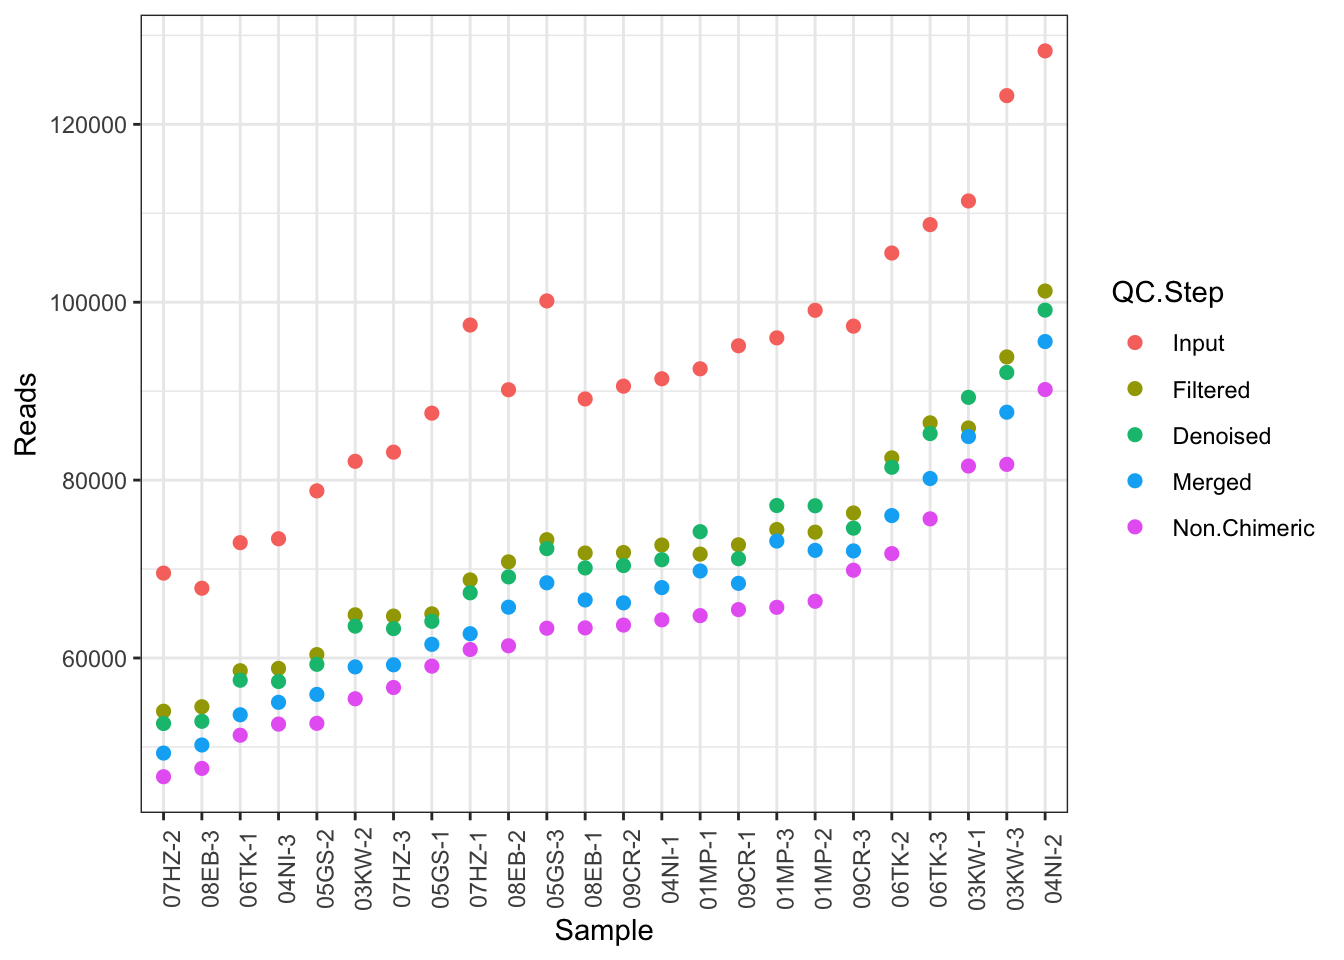 120000
100000
80000
60000
Reads
07HZ-2
08EB-3
06TK-1
04NI-3
05GS-2
03KW-2
07HZ-3
05GS-1
07HZ-1
08EB-2
05GS-3
08EB-1
09CR-2
04NI-1
01MP-1
09CR-1
01MP-3
01MP-2
09CR-3
06TK-2
06TK-3
03KW-1
03KW-3
04NI-2
Sample
QC.Step
Input
Filtered
Denoised
Merged
Non.Chimeric